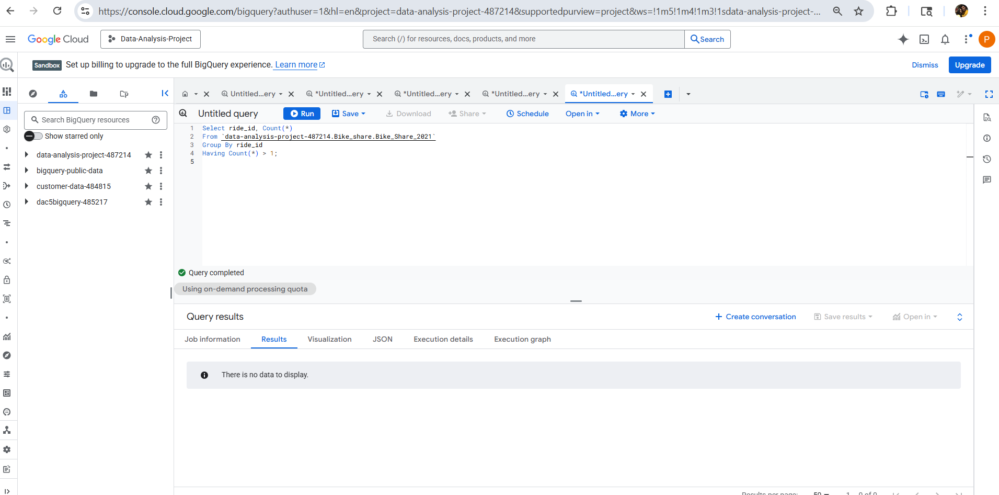 https://console.cloud.google.com/bigquery?authuser=1&hl=en&project=data-analysis-project-487214&supportedpurview=project&ws=!1m5!1m4!1m3!1sdata-analysis-project-...
Google Cloud
Data-Analysis-Project
Search (/) for resources, docs, products, and more
Search
P
Sandbox Set up billing to upgrade to the full BigQuery experience. Learn more
Dismiss
Upgrade
Untitled...ery
*Untitled...ery
*Untitled...ery
*Untitled...ery
*Untitled...ery
Search BigQuery resources
Show starred only
data-analysis-project-487214
bigquery-public-data
customer-data-484815
dac5bigquery-485217
Untitled query
Run
Save
Download
Share
Schedule
Open in
More
1 Select ride_id, Count(*)
2 From `data-analysis-project-487214.Bike_share.Bike_Share_2021`
3 Group By ride_id
4 Having Count(*) > 1;
5
Query completed
Using on-demand processing quota
Query results
Create conversation
Save results
Open in
Job information
Results
Visualization
JSON
Execution details
Execution graph
There is no data to display.
Results per page: 50 1 – 0 of 0